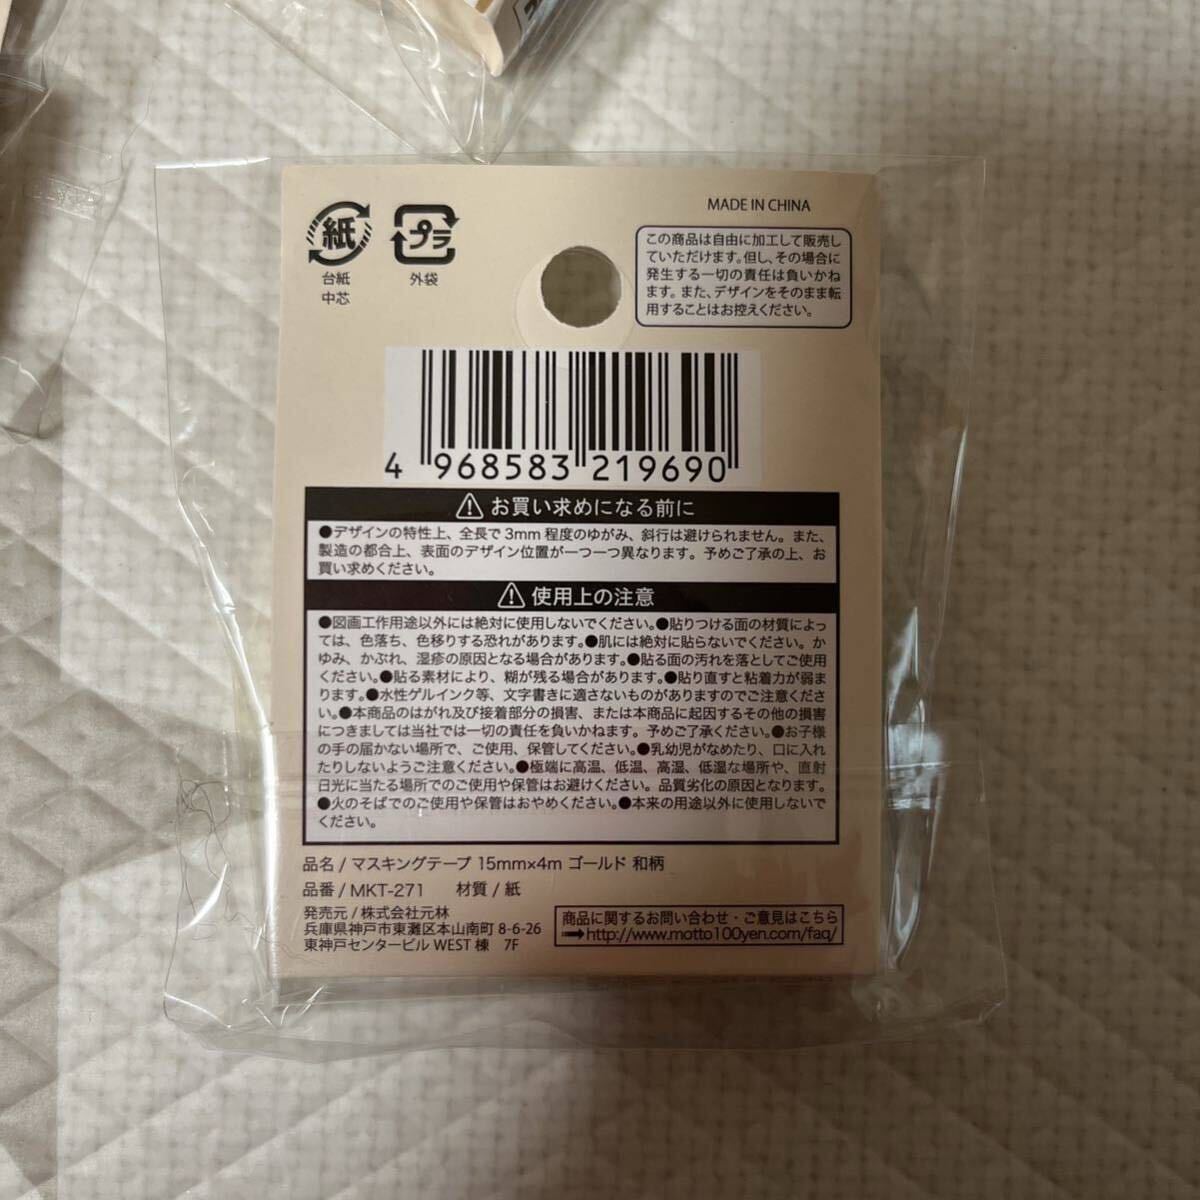 MADE IN CHINA
紙
プラ
台紙
中芯
外袋
この商品は自由に加工して販売し
ていただけます。但し、その場合に
発生する一切の責任は負いかね
ます。また、デザインをそのまま転
用することはお控えください。
4 968583 219690
お買い求めになる前に
●デザインの特性上、全長で3mm程度のゆがみ、斜行は避けられません。また、
製造の都合上、表面のデザイン位置が一つ一つ異なります。予めご了承の上、お
買い求めください。
使用上の注意
●図画工作用途以外には絶対に使用しないでください。●貼りつける面の材質によっ
ては、色落ち、色移りする恐れがあります。●肌には絶対に貼らないでください。か
ゆみ、かぶれ、湿疹の原因となる場合があります。●貼る面の汚れを落としてご使用
ください。●貼る素材により、糊が残る場合があります。●貼り直すと粘着力が弱ま
ります。●水性ゲルインク等、文字書きに適さないものがありますのでご注意くださ
い。●本商品のはがれ及び接着部分の損害、または本商品に起因するその他の損害
につきましては当社では一切の責任を負いかねます。予めご了承ください。●お子様
の手の届かない場所で、ご使用、保管してください。●乳幼児がなめたり、口に入れ
たりしないようご注意ください。●極端に高温、低温、高湿、低湿な場所や、直射
日光に当たる場所でのご使用や保管はお避けください。品質劣化の原因となります。
●火のそばでのご使用や保管はおやめください。●本来の用途以外に使用しないで
ください。
品名 / マスキングテープ 15mm×4m ゴールド 和柄
品番 / MKT-271 材質 / 紙
発売元 / 株式会社元林
兵庫県神戸市東灘区本山南町 8-6-26
東神戸センタービル WEST 棟 7F
商品に関するお問い合わせ・ご意見はこちら
➡http://www.motto100yen.com/faq/